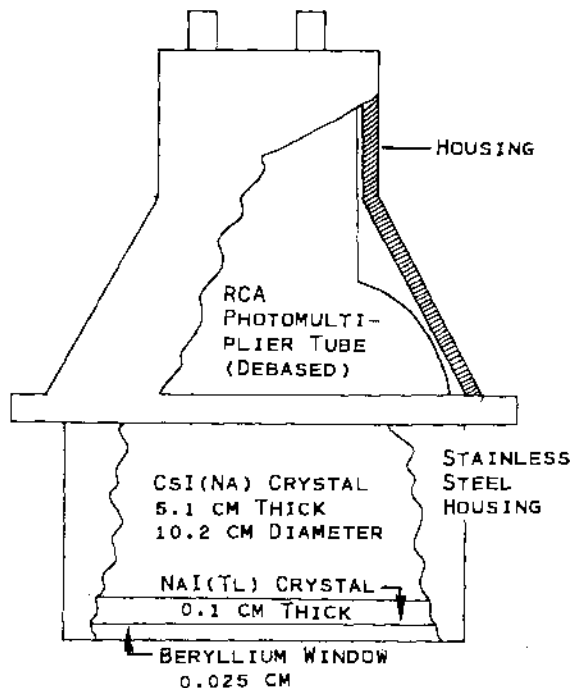 HOUSING
RCA
PHOTOMULTI-
PLIER TUBE
(DEBASED)
STAINLESS
STEEL
HOUSING
CSI(NA) CRYSTAL
5.1 CM THICK
10.2 CM DIAMETER
NAI(TL) CRYSTAL
0.1 CM THICK
BERYLLIUM WINDOW
0.025 CM